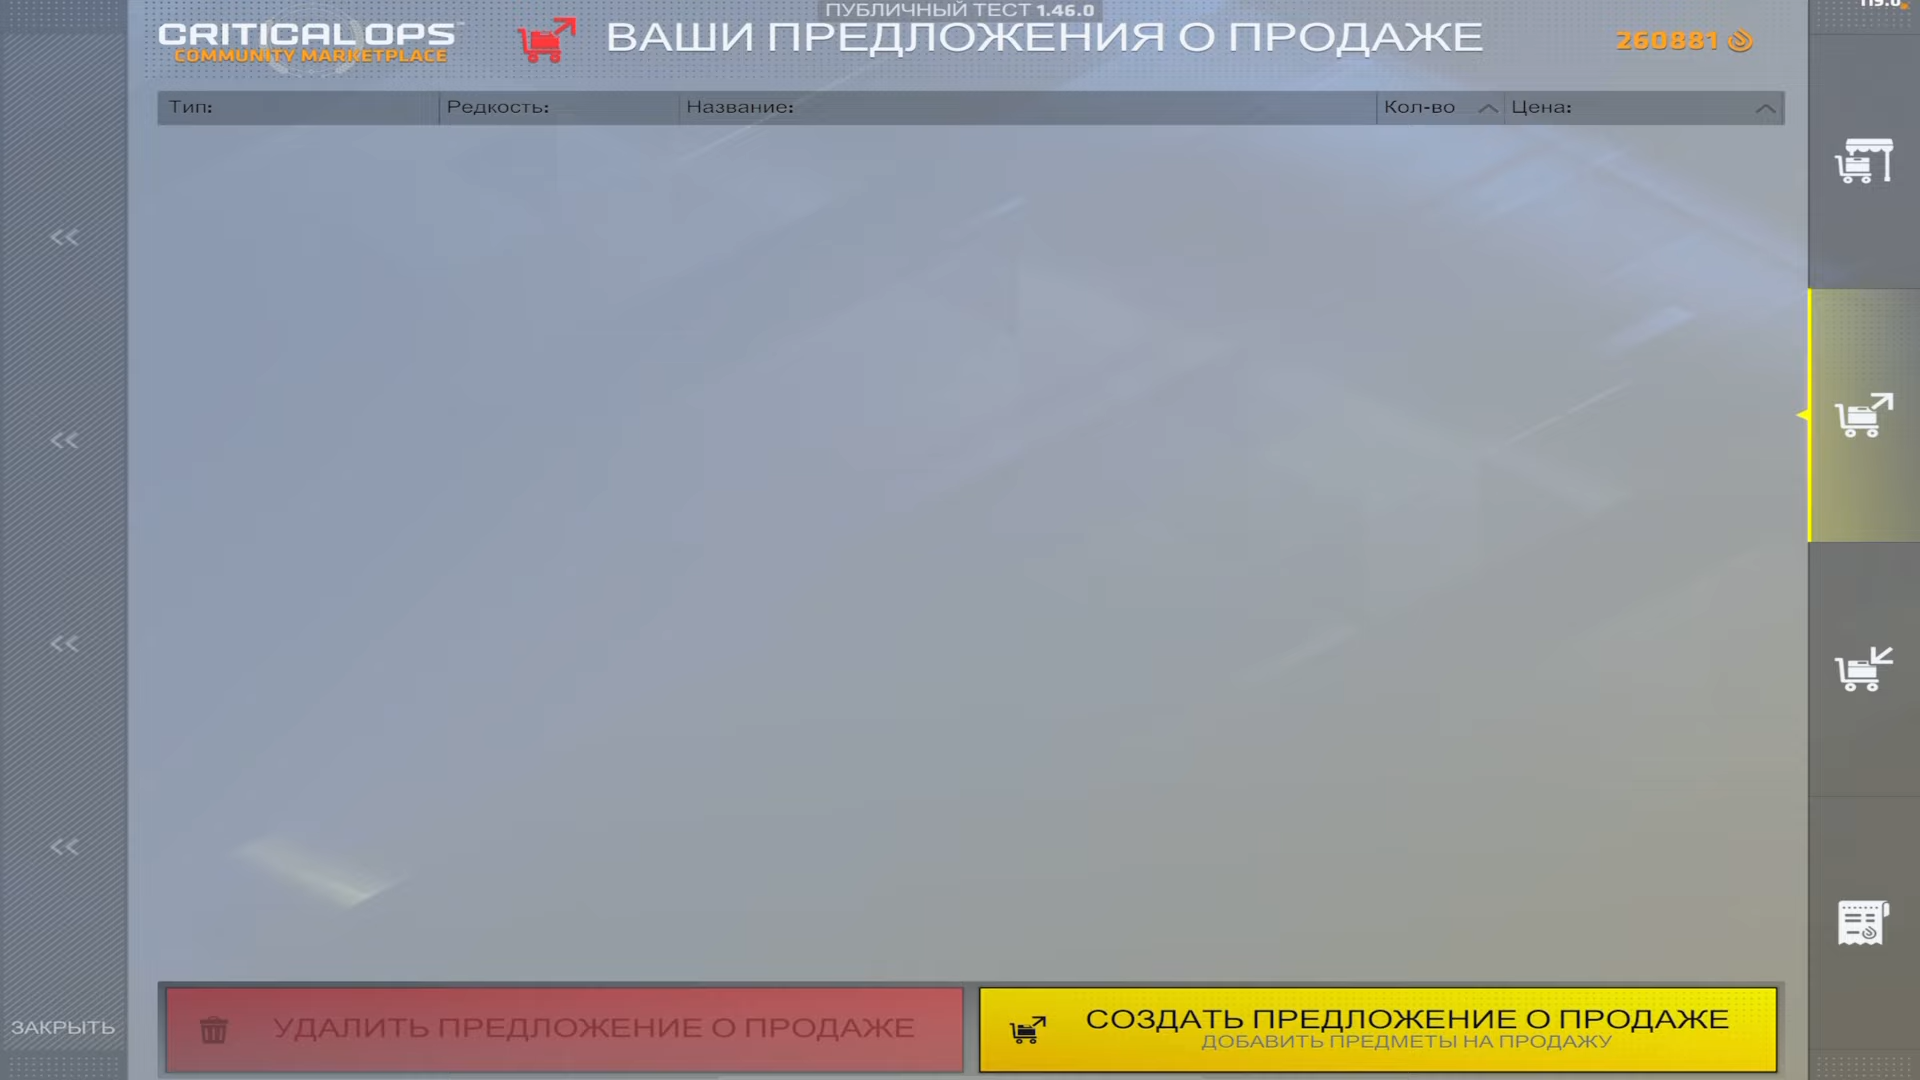 ПУБЛИЧНЫЙ ТЕСТ 1.46.0
CRITICAL OPS
COMMUNITY MARKETPLACE
ВАШИ ПРЕДЛОЖЕНИЯ О ПРОДАЖЕ
260881
Тип:
Редкость:
Название:
Кол-во
Цена:
ЗАКРЫТЬ
УДАЛИТЬ ПРЕДЛОЖЕНИЕ О ПРОДАЖЕ
СОЗДАТЬ ПРЕДЛОЖЕНИЕ О ПРОДАЖЕ
ДОБАВИТЬ ПРЕДМЕТЫ НА ПРОДАЖУ